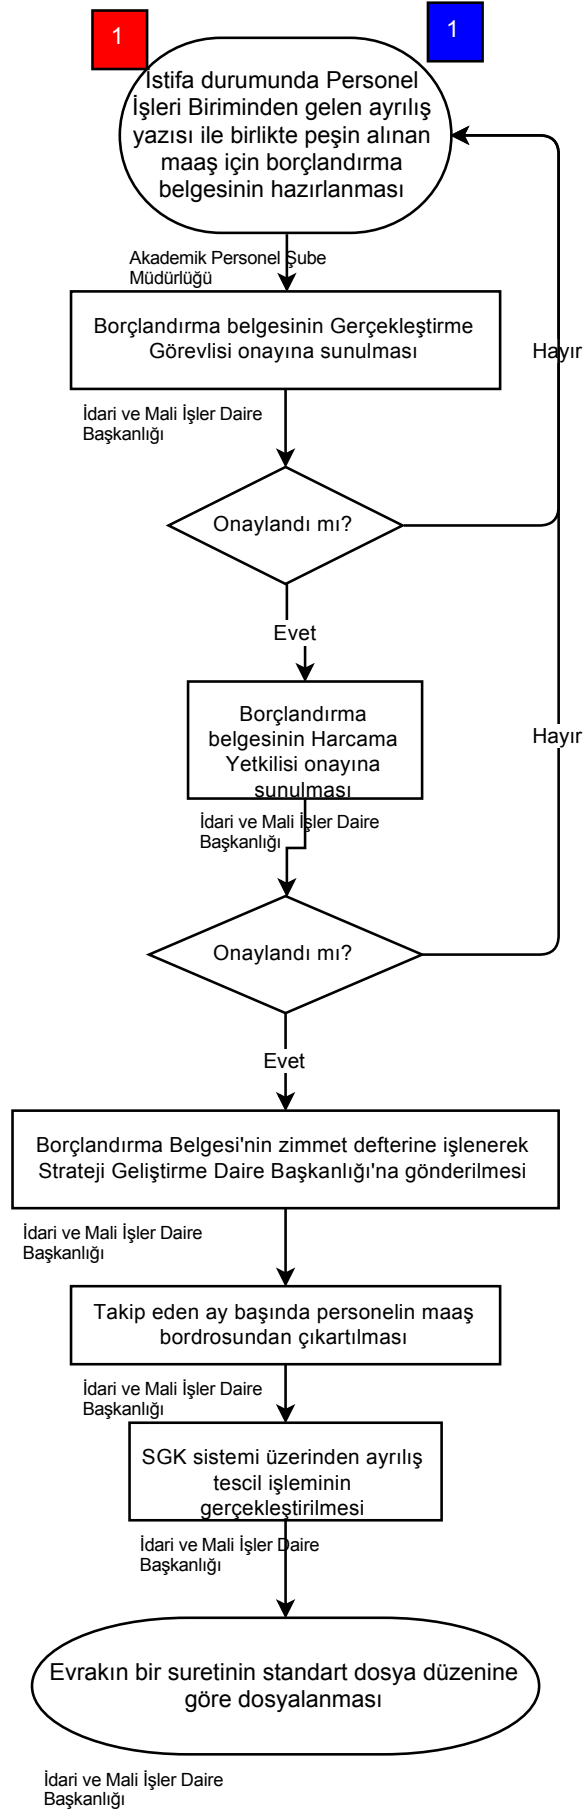 1
1
İstifa durumunda Personel
İşleri Biriminden gelen ayrılış
yazısı ile birlikte peşin alınan
maaş için borçlandırma
belgesinin hazırlanması
Akademik Personel Şube
Müdürlüğü
Borçlandırma belgesinin Gerçekleştirme
Görevlisi onayına sunulması
Hayır
İdari ve Mali İşler Daire
Başkanlığı
Onaylandı mı?
Evet
Borçlandırma
belgesinin Harcama
Yetkilisi onayına
sunulması
Hayır
İdari ve Mali İşler Daire
Başkanlığı
Onaylandı mı?
Evet
Borçlandırma Belgesi'nin zimmet defterine işlenerek
Strateji Geliştirme Daire Başkanlığı'na gönderilmesi
İdari ve Mali İşler Daire
Başkanlığı
Takip eden ay başında personelin maaş
bordrosundan çıkartılması
İdari ve Mali İşler Daire
Başkanlığı
SGK sistemi üzerinden ayrılış
tescil işleminin
gerçekleştirilmesi
İdari ve Mali İşler Daire
Başkanlığı
Evrakın bir suretinin standart dosya düzenine
göre dosyalanması
İdari ve Mali İşler Daire
Başkanlığı